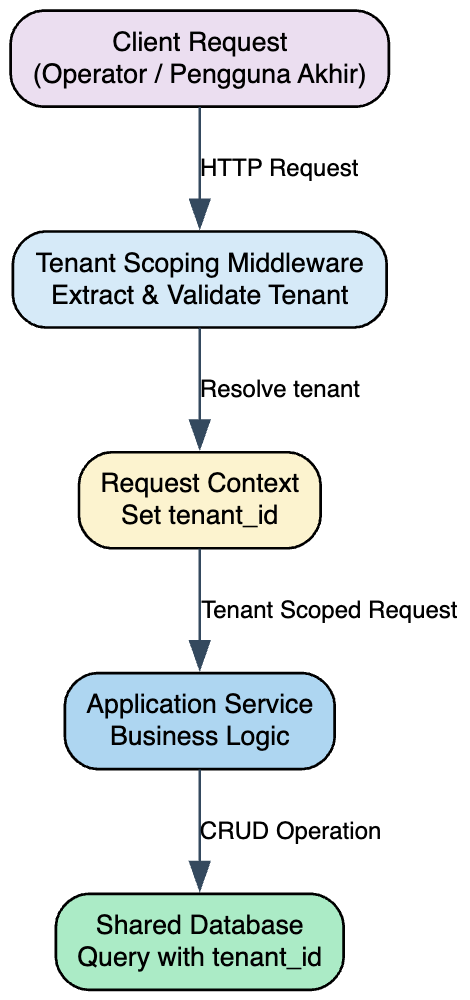 Client Request
(Operator / Pengguna Akhir)
HTTP Request
Tenant Scoping Middleware
Extract & Validate Tenant
Resolve tenant
Request Context
Set tenant_id
Tenant Scoped Request
Application Service
Business Logic
CRUD Operation
Shared Database
Query with tenant_id